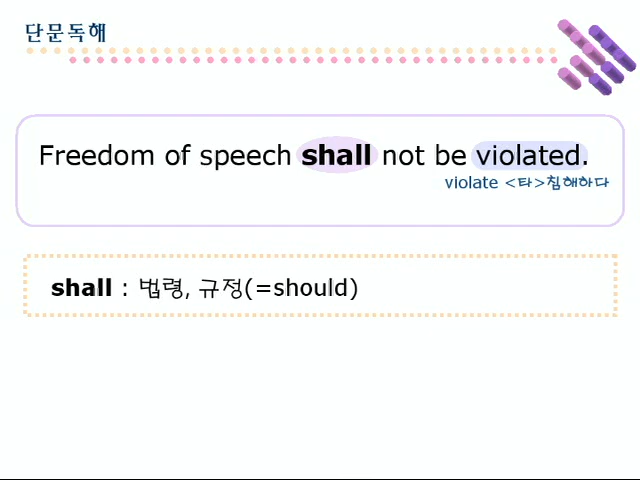 단문독해
Freedom of speech shall not be violated.
violate <타>침해하다
shall : 법령, 규정(=should)